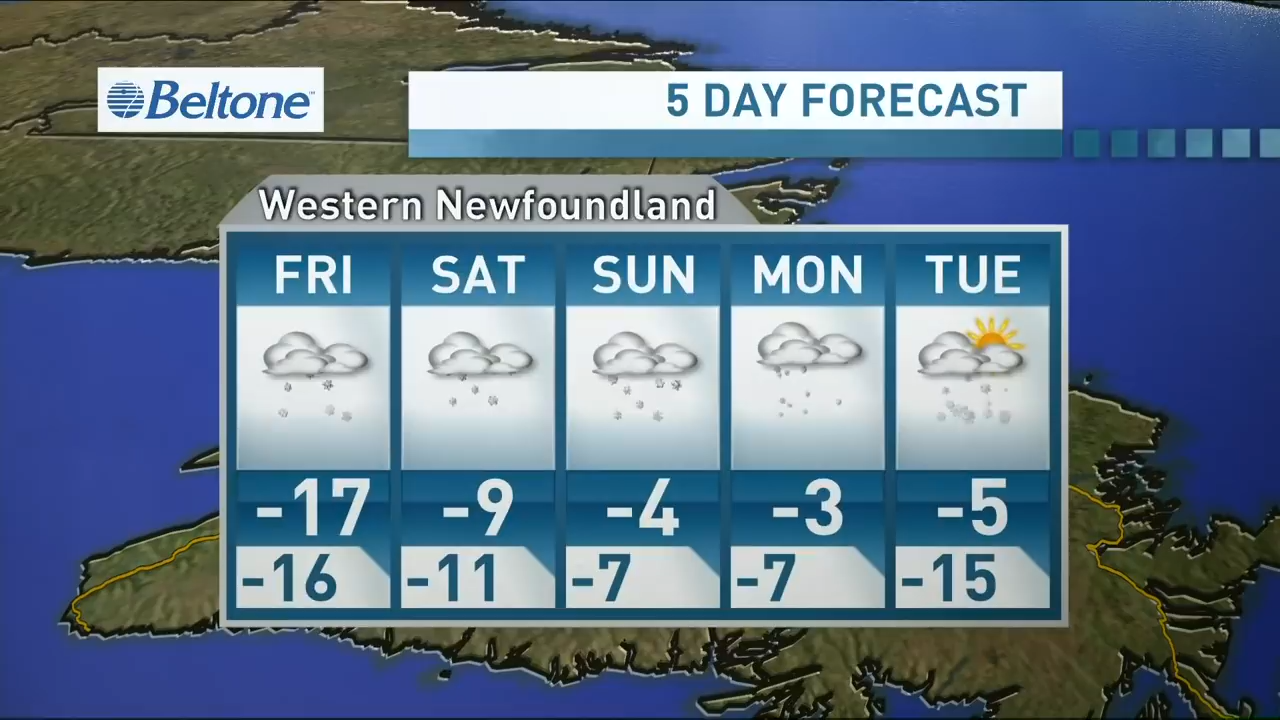 Beltone™
5 DAY FORECAST
Western Newfoundland
FRI SAT SUN MON TUE
-17 -9 -4 -3 -5
-16 -11 -7 -7 -15